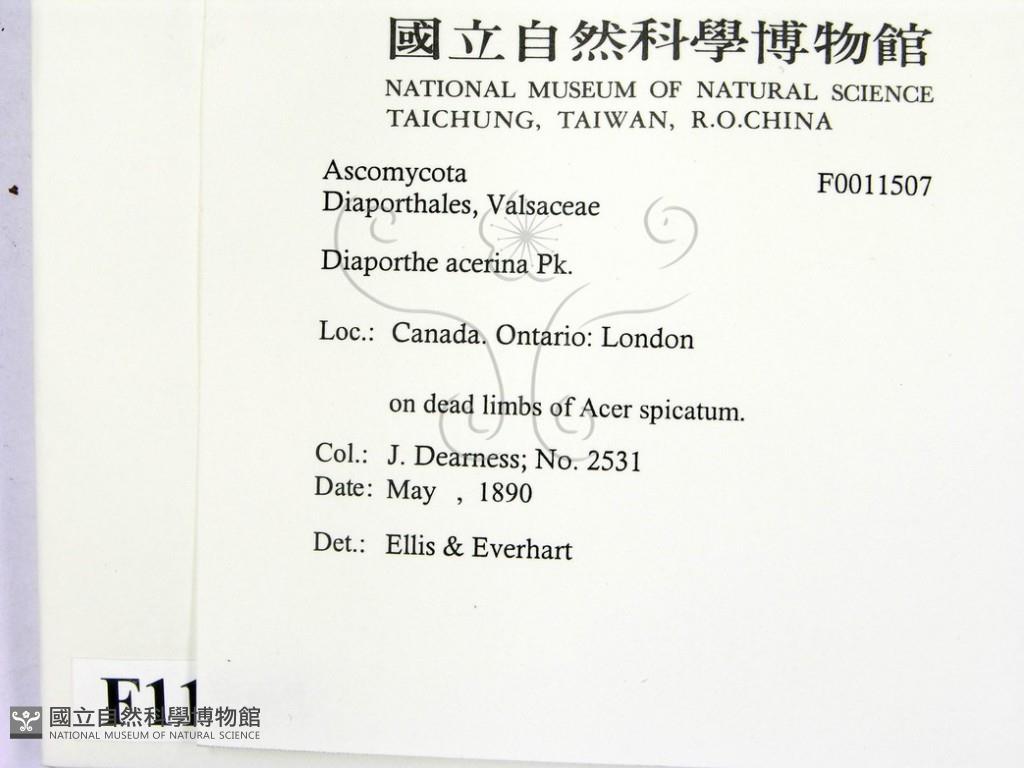 國立自然科學博物館
NATIONAL MUSEUM OF NATURAL SCIENCE
TAICHUNG, TAIWAN, R.O.CHINA
Ascomycota
F0011507
Diaporthales, Valsaceae
Diaporthe acerina Pk.
Loc.: Canada. Ontario: London
on dead limbs of Acer spicatum.
Col.: J. Dearness; No. 2531
Date: May , 1890
Det.: Ellis & Everhart
F11
國立自然科學博物館
NATIONAL MUSEUM OF NATURAL SCIENCE